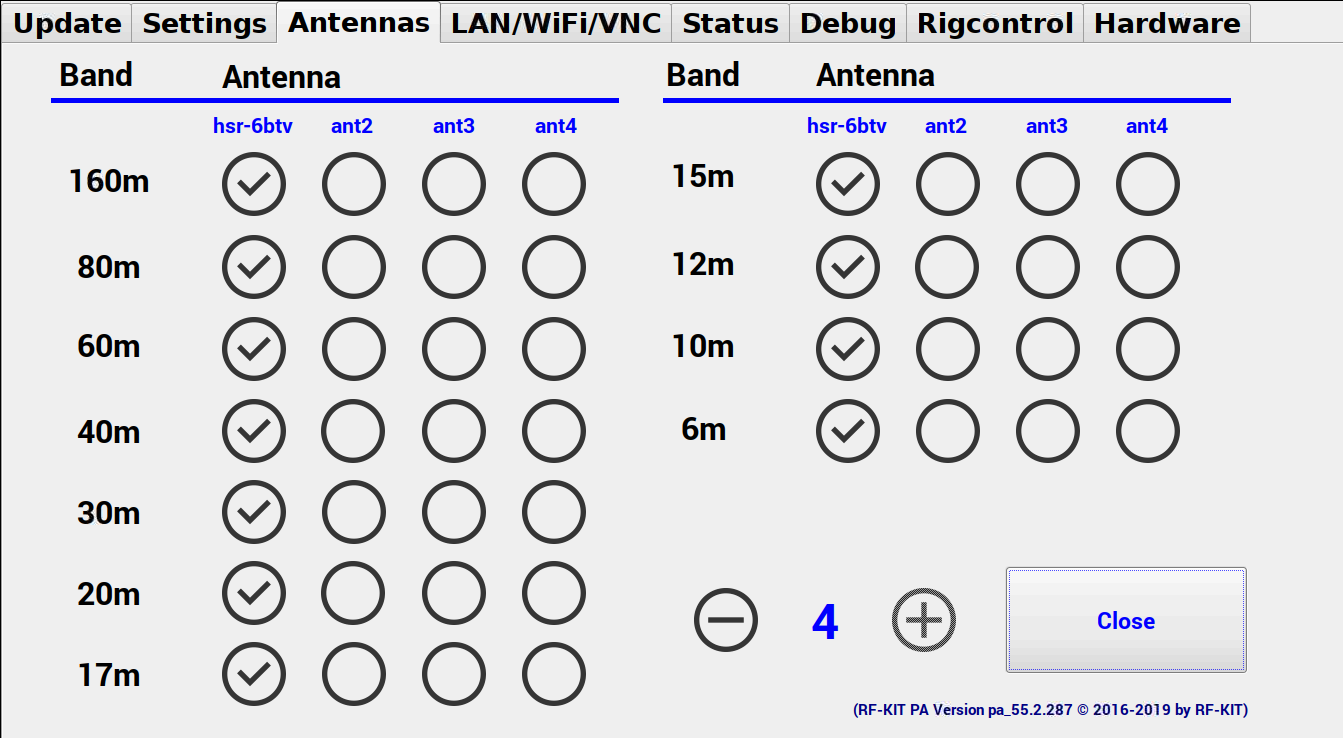 Update Settings Antennas LAN/WiFi/VNC Status Debug Rigcontrol Hardware
Band Antenna
hsr-6btv ant2 ant3 ant4
160m
80m
60m
40m
30m
20m
17m
Band Antenna
hsr-6btv ant2 ant3 ant4
15m
12m
10m
6m
4
Close
(RF-KIT PA Version pa_55.2.287 © 2016-2019 by RF-KIT)